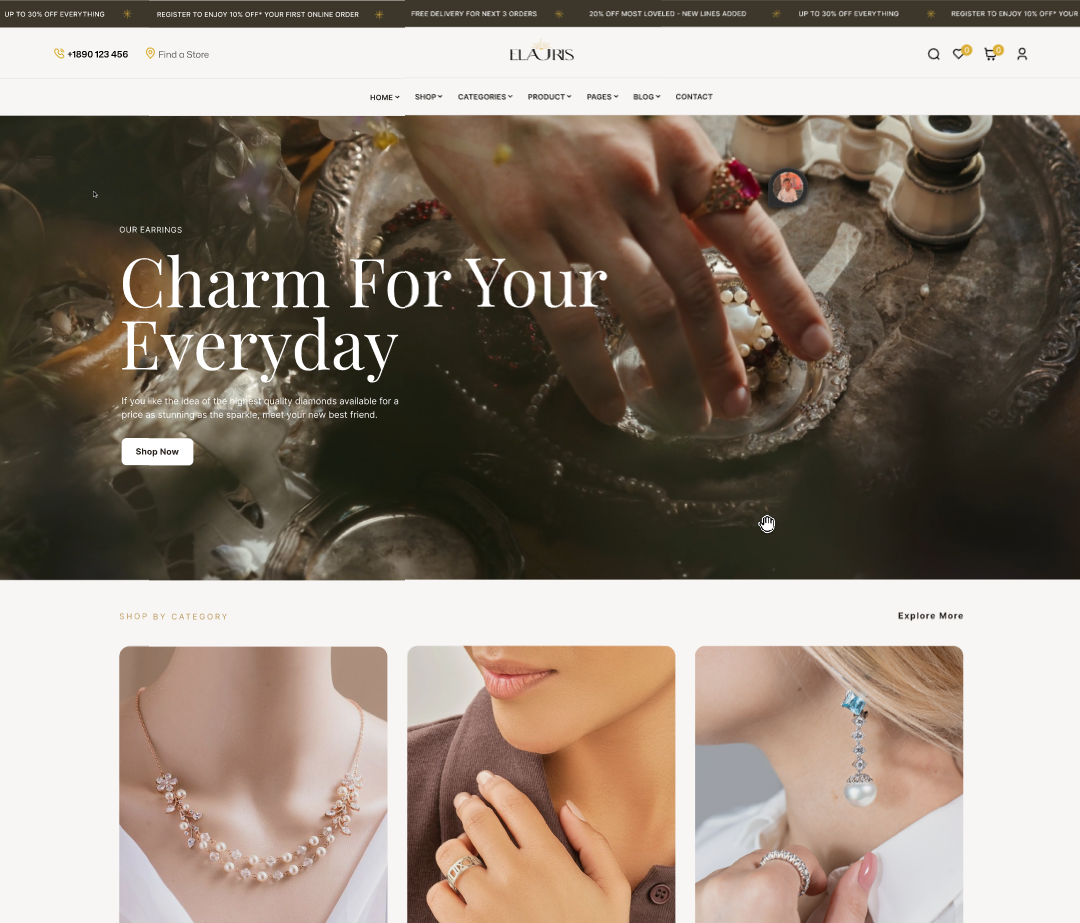 UP TO 30% OFF EVERYTHING REGISTER TO ENJOY 10% OFF* YOUR FIRST ONLINE ORDER FREE DELIVERY FOR NEXT 3 ORDERS 20% OFF MOST LOVELED - NEW LINES ADDED UP TO 30% OFF EVERYTHING REGISTER TO ENJOY 10% OFF* YOUR
+1890 123 456 Find a Store ELAURIS 0 0
HOME SHOP CATEGORIES PRODUCT PAGES BLOG CONTACT
OUR EARRINGS
Charm For Your
Everyday
If you like the idea of the highest quality diamonds available for a
price as stunning as the sparkle, meet your new best friend.
Shop Now
SHOP BY CATEGORY Explore More